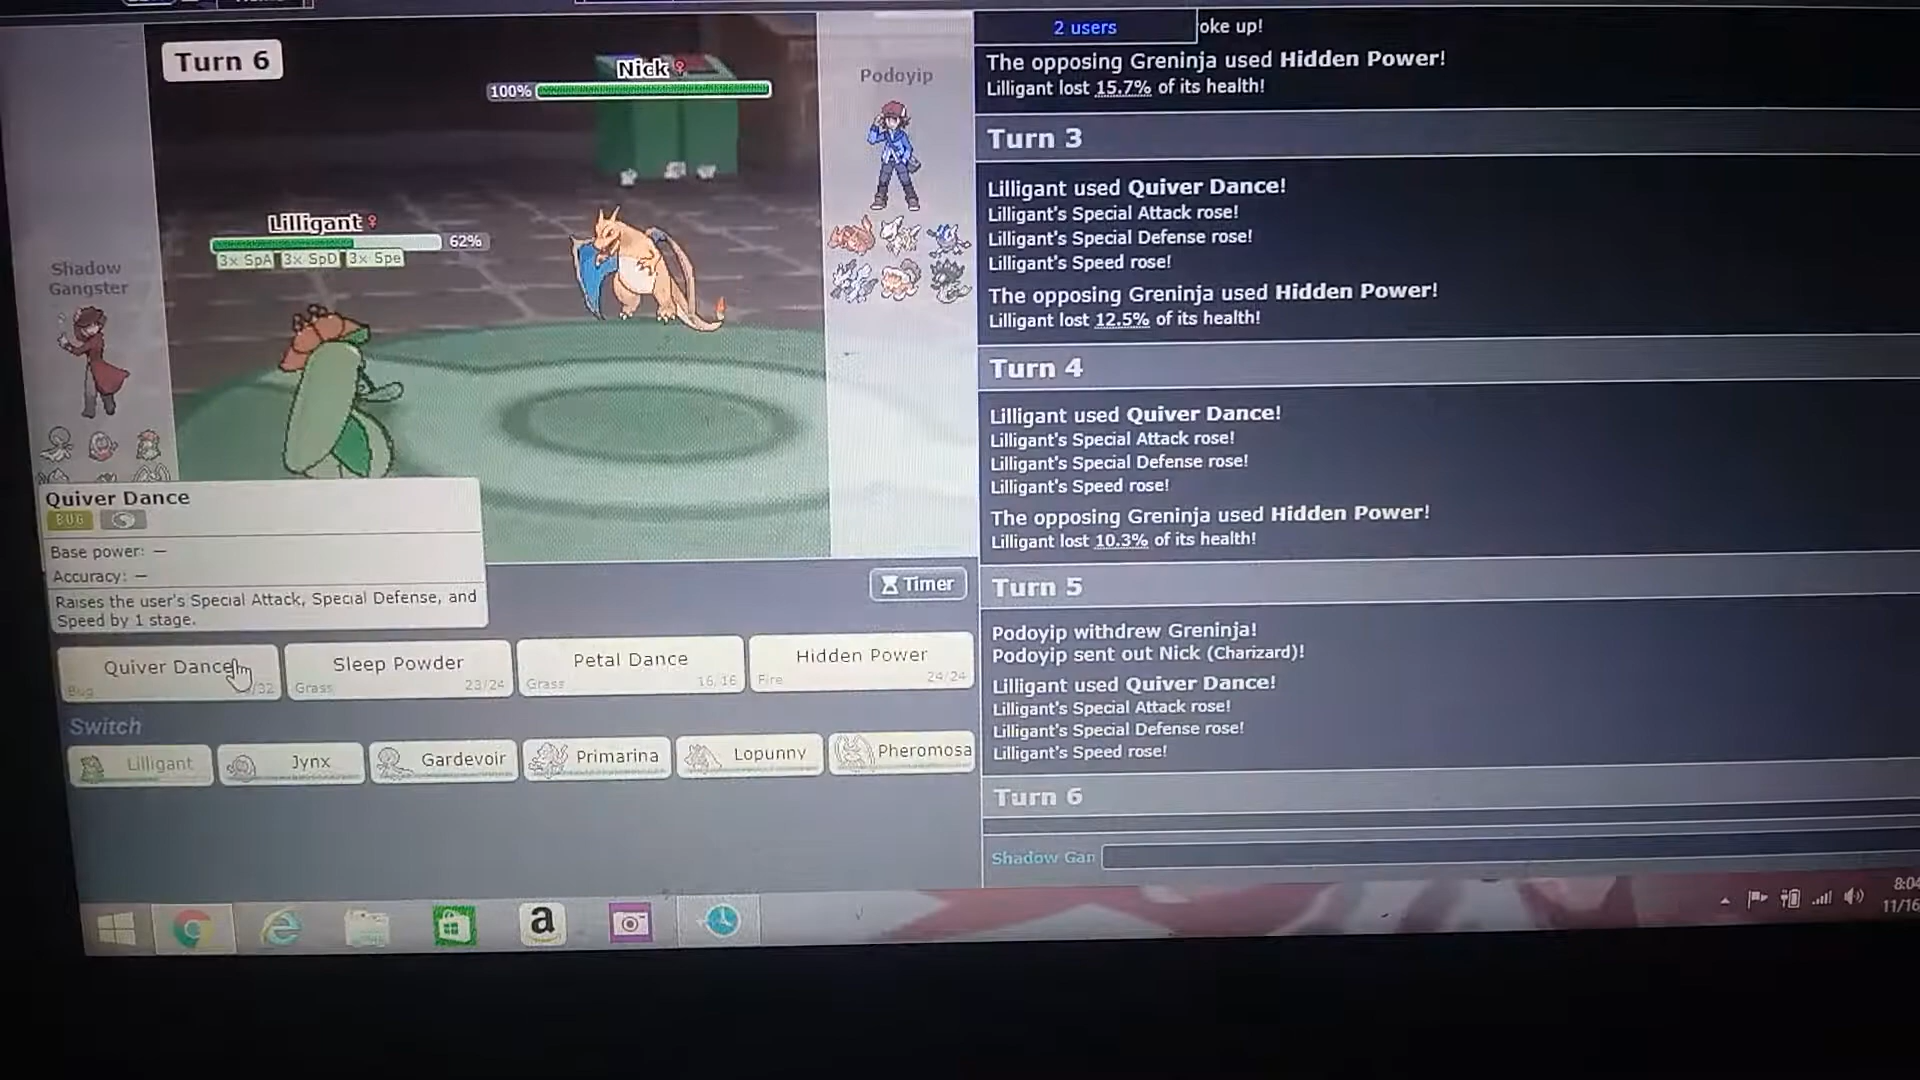 Turn 6
Nick
100%
Podoyip
Lilligant
62%
3x SpA 3x SpD 3x Spe
Shadow
Gangster
Quiver Dance
BUG
Base power: —
Accuracy: —
Raises the user's Special Attack, Special Defense, and
Speed by 1 stage.
Timer
Quiver Dance
Bug /32
Sleep Powder
Grass 23/24
Petal Dance
Grass 16/16
Hidden Power
Fire 24/24
Switch
Lilligant
Jynx
Gardevoir
Primarina
Lopunny
Pheromosa
2 users
oke up!
The opposing Greninja used Hidden Power!
Lilligant lost 15.7% of its health!
Turn 3
Lilligant used Quiver Dance!
Lilligant's Special Attack rose!
Lilligant's Special Defense rose!
Lilligant's Speed rose!
The opposing Greninja used Hidden Power!
Lilligant lost 12.5% of its health!
Turn 4
Lilligant used Quiver Dance!
Lilligant's Special Attack rose!
Lilligant's Special Defense rose!
Lilligant's Speed rose!
The opposing Greninja used Hidden Power!
Lilligant lost 10.3% of its health!
Turn 5
Podoyip withdrew Greninja!
Podoyip sent out Nick (Charizard)!
Lilligant used Quiver Dance!
Lilligant's Special Attack rose!
Lilligant's Special Defense rose!
Lilligant's Speed rose!
Turn 6
Shadow Gan
a
8:04
11/16